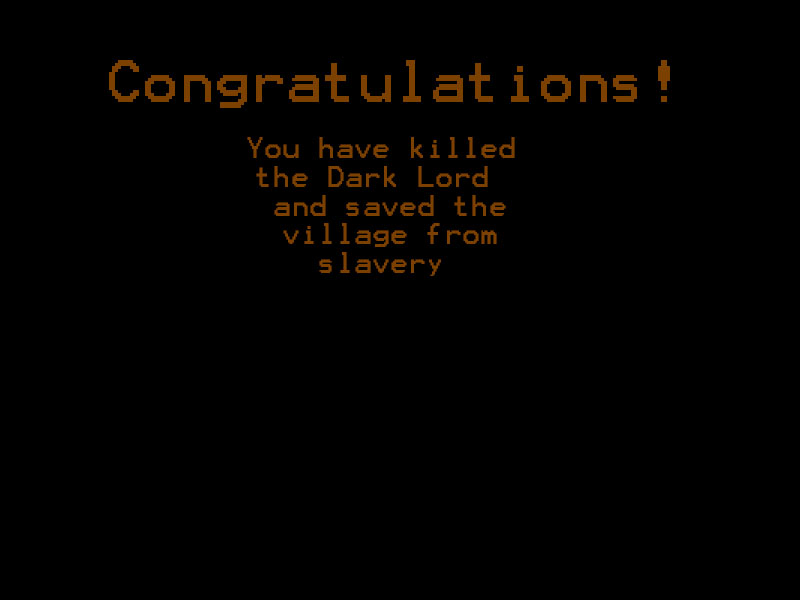 Congratulations!
You have killed
the Dark Lord
and saved the
village from
slavery